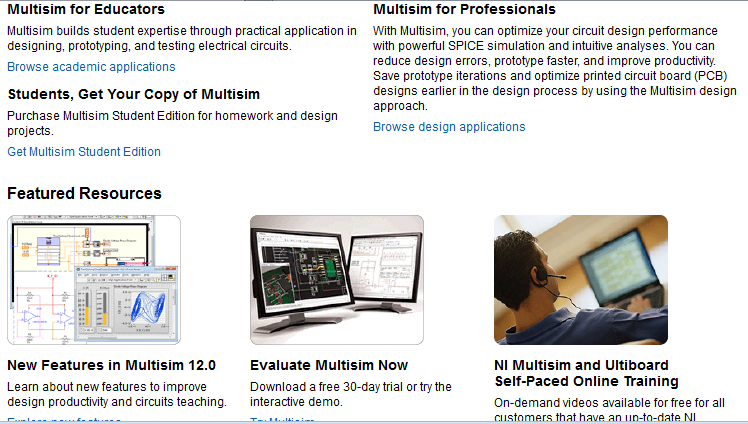 Multisim for Educators
Multisim builds student expertise through practical application in
designing, prototyping, and testing electrical circuits.
Browse academic applications
Students, Get Your Copy of Multisim
Purchase Multisim Student Edition for homework and design
projects.
Get Multisim Student Edition
Multisim for Professionals
With Multisim, you can optimize your circuit design performance
with powerful SPICE simulation and intuitive analyses. You can
reduce design errors, prototype faster, and improve productivity.
Save prototype iterations and optimize printed circuit board (PCB)
designs earlier in the design process by using the Multisim design
approach.
Browse design applications
Featured Resources
New Features in Multisim 12.0
Learn about new features to improve
design productivity and circuits teaching.
Explore new features
Evaluate Multisim Now
Download a free 30-day trial or try the
interactive demo.
Try Multisim
NI Multisim and Ultiboard
Self-Paced Online Training
On-demand videos available for free for all
customers that have an up-to-date NI